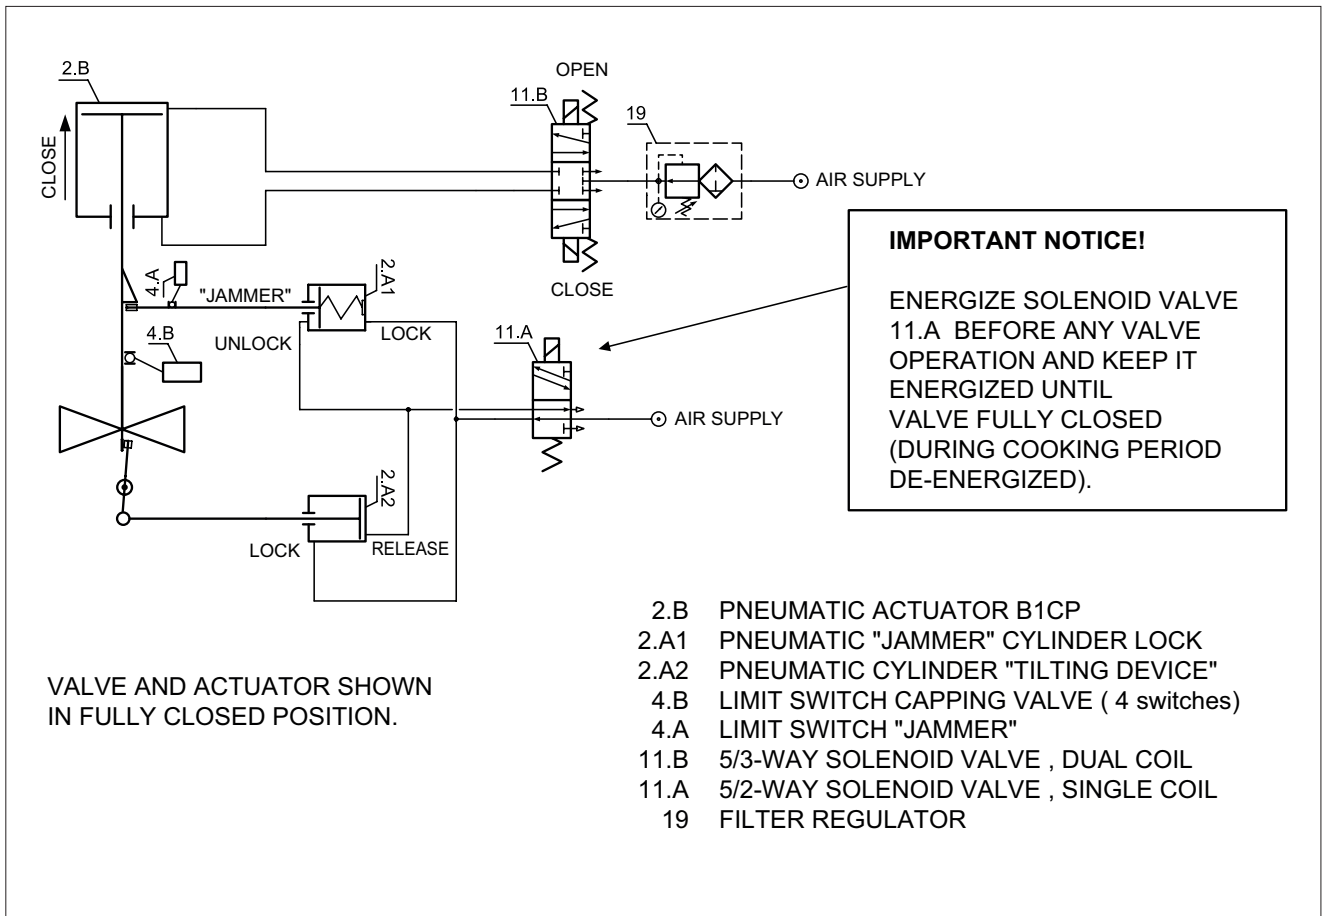 2.B
OPEN
11.B
19
CLOSE
AIR SUPPLY
IMPORTANT NOTICE!
ENERGIZE SOLENOID VALVE
11.A BEFORE ANY VALVE
OPERATION AND KEEP IT
ENERGIZED UNTIL
VALVE FULLY CLOSED
(DURING COOKING PERIOD
DE-ENERGIZED).
4.A
"JAMMER"
2.A1
CLOSE
UNLOCK
LOCK
4.B
11.A
AIR SUPPLY
2.A2
LOCK
RELEASE
VALVE AND ACTUATOR SHOWN
IN FULLY CLOSED POSITION.
2.B PNEUMATIC ACTUATOR B1CP
2.A1 PNEUMATIC "JAMMER" CYLINDER LOCK
2.A2 PNEUMATIC CYLINDER "TILTING DEVICE"
4.B LIMIT SWITCH CAPPING VALVE ( 4 switches)
4.A LIMIT SWITCH "JAMMER"
11.B 5/3-WAY SOLENOID VALVE , DUAL COIL
11.A 5/2-WAY SOLENOID VALVE , SINGLE COIL
19 FILTER REGULATOR